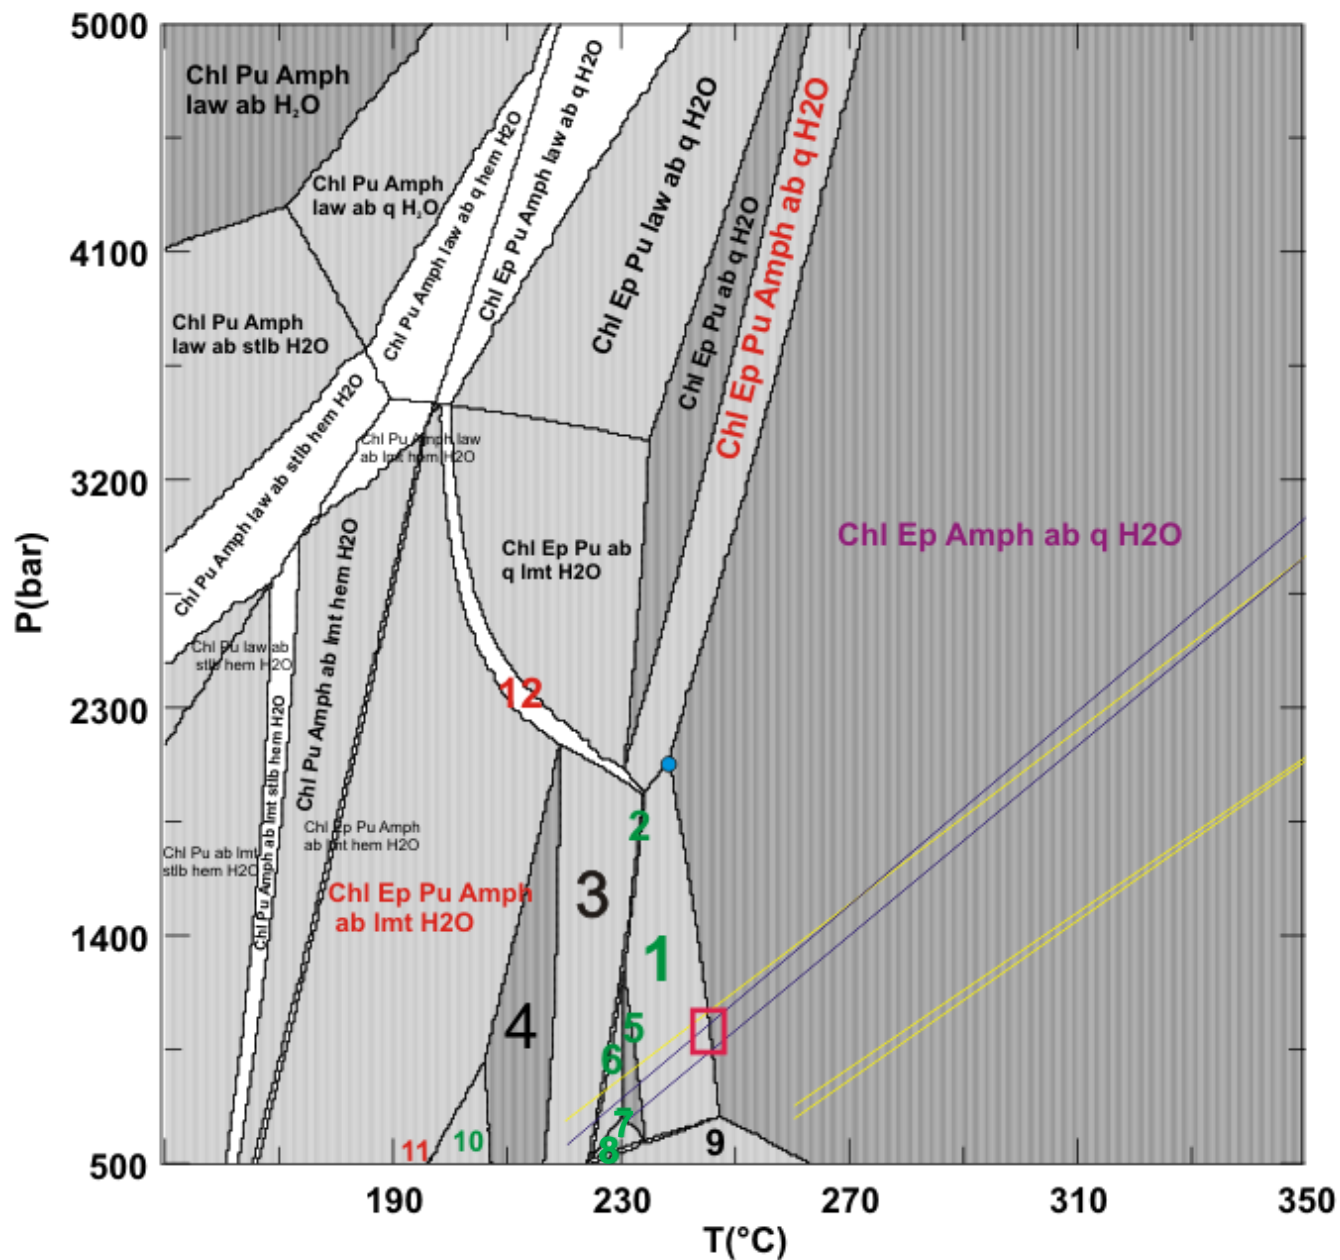 5000
4100
3200
2300
1400
500
P(bar)
190
230
270
310
350
T(°C)
Chl Pu Amph
law ab H₂O
Chl Pu Amph
law ab q H₂O
Chl Pu Amph
law ab stlb H2O
Chl Pu Amph law ab q hem H2O
Chl Ep Pu Amph law ab q H2O
Chl Ep Pu law ab q H2O
Chl Ep Pu ab q H2O
Chl Ep Pu Amph ab q H2O
Chl Pu Amph law ab stlb hem H2O
Chl Pu Amph law
ab lmt hem H2O
Chl Ep Pu ab
q lmt H2O
Chl Ep Amph ab q H2O
Chl Pu law ab
stlb hem H2O
Chl Pu Amph ab lmt stlb hem H2O
Chl Pu Amph ab lmt hem H2O
Chl Pu ab lmt
stlb hem H2O
Chl Ep Pu Amph
ab lmt hem H2O
Chl Ep Pu Amph
ab lmt H2O
12
2
3
1
4
5
6
7
8
9
10
11